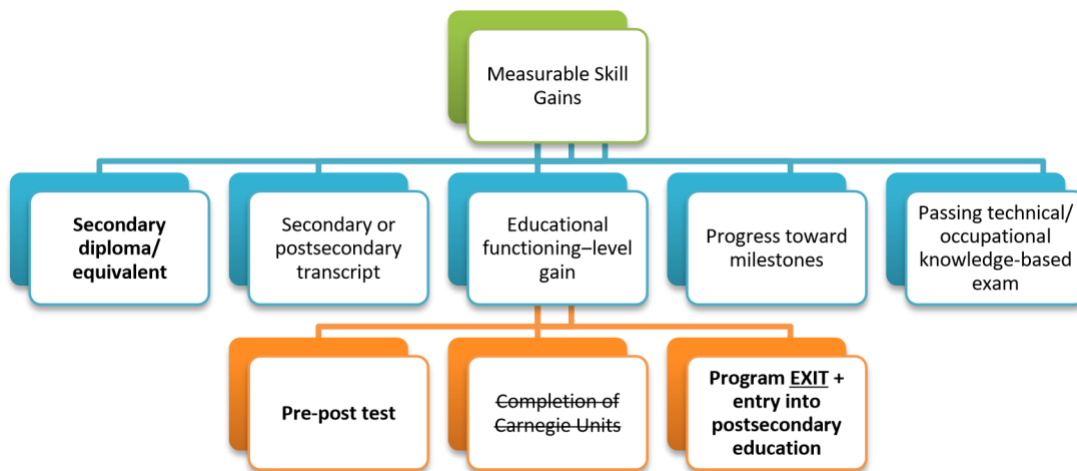 Measurable Skill
Gains
Secondary
diploma/
equivalent
Secondary or
postsecondary
transcript
Educational
functioning–level
gain
Progress toward
milestones
Passing technical/
occupational
knowledge-based
exam
Pre-post test
Completion of
Carnegie Units
Program EXIT +
entry into
postsecondary
education